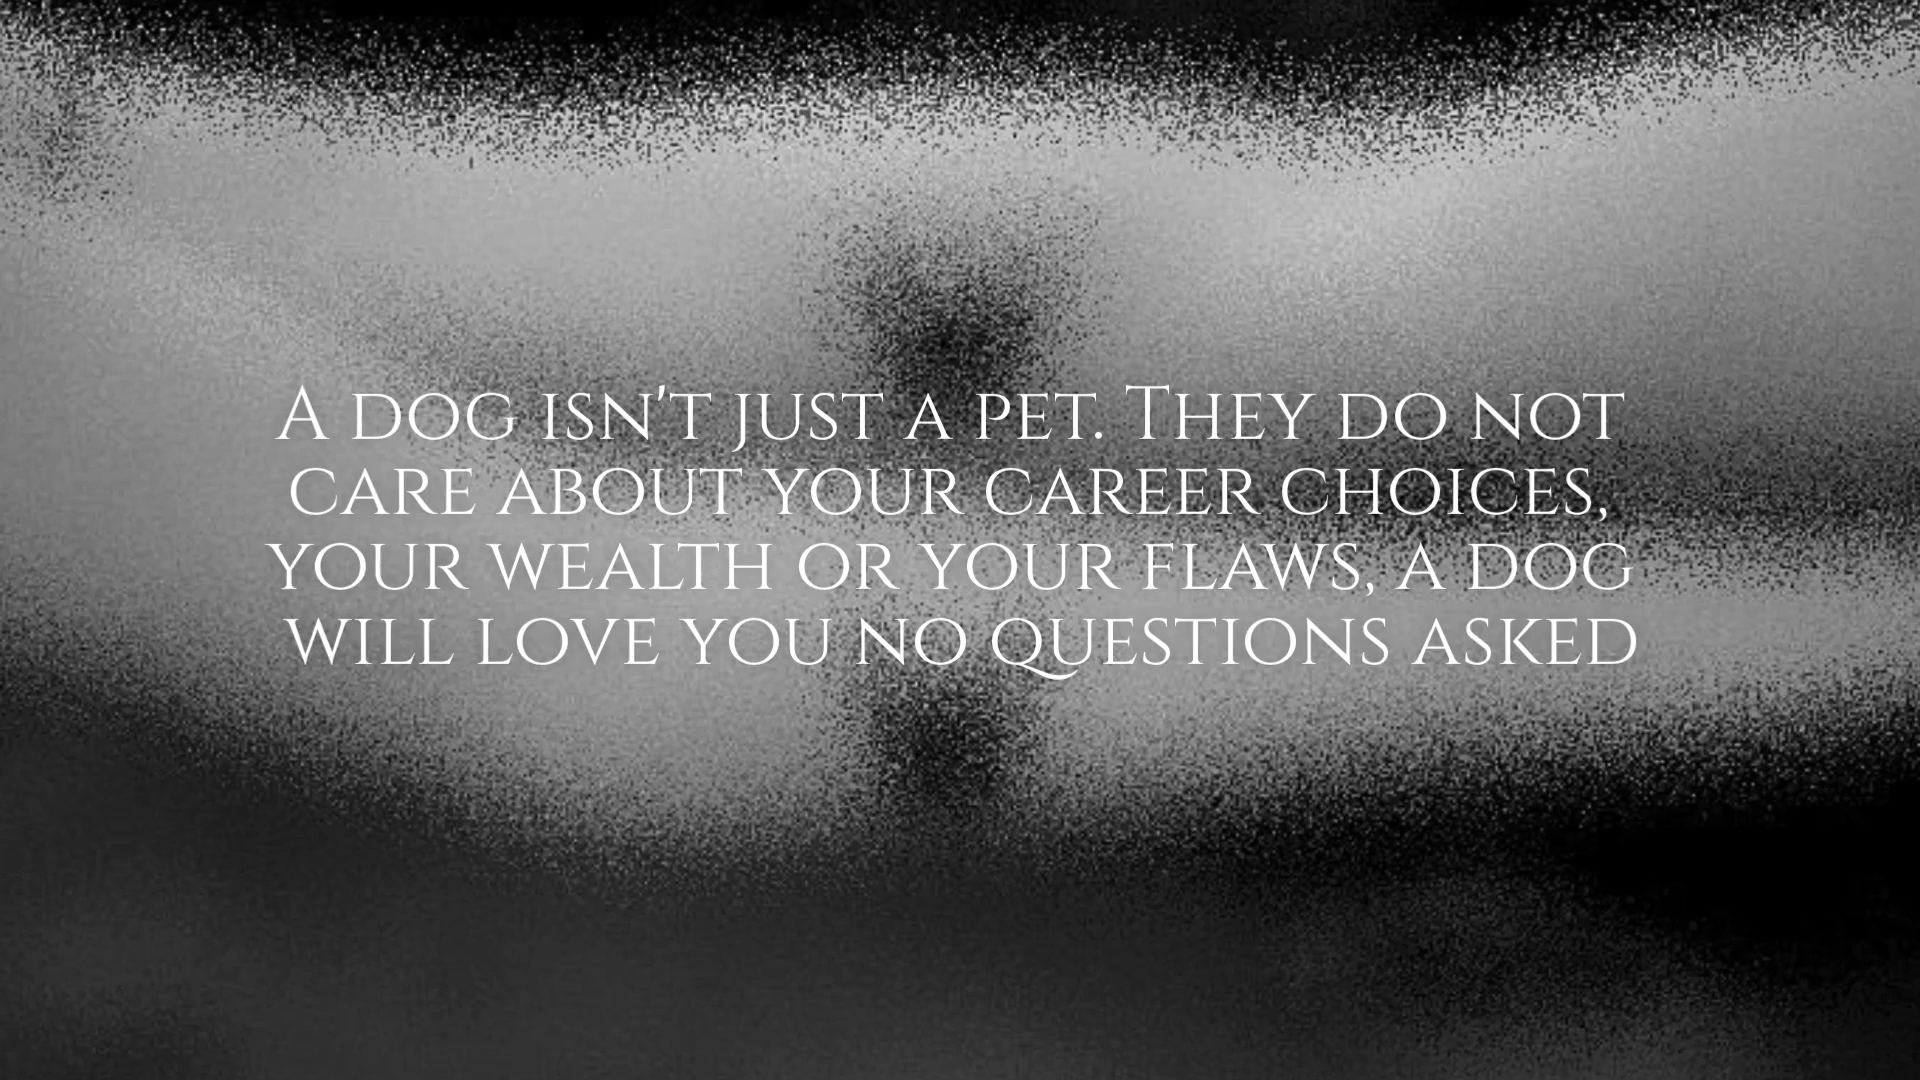 A dog isn't just a pet. They do not
care about your career choices,
your wealth or your flaws, a dog
will love you no questions asked